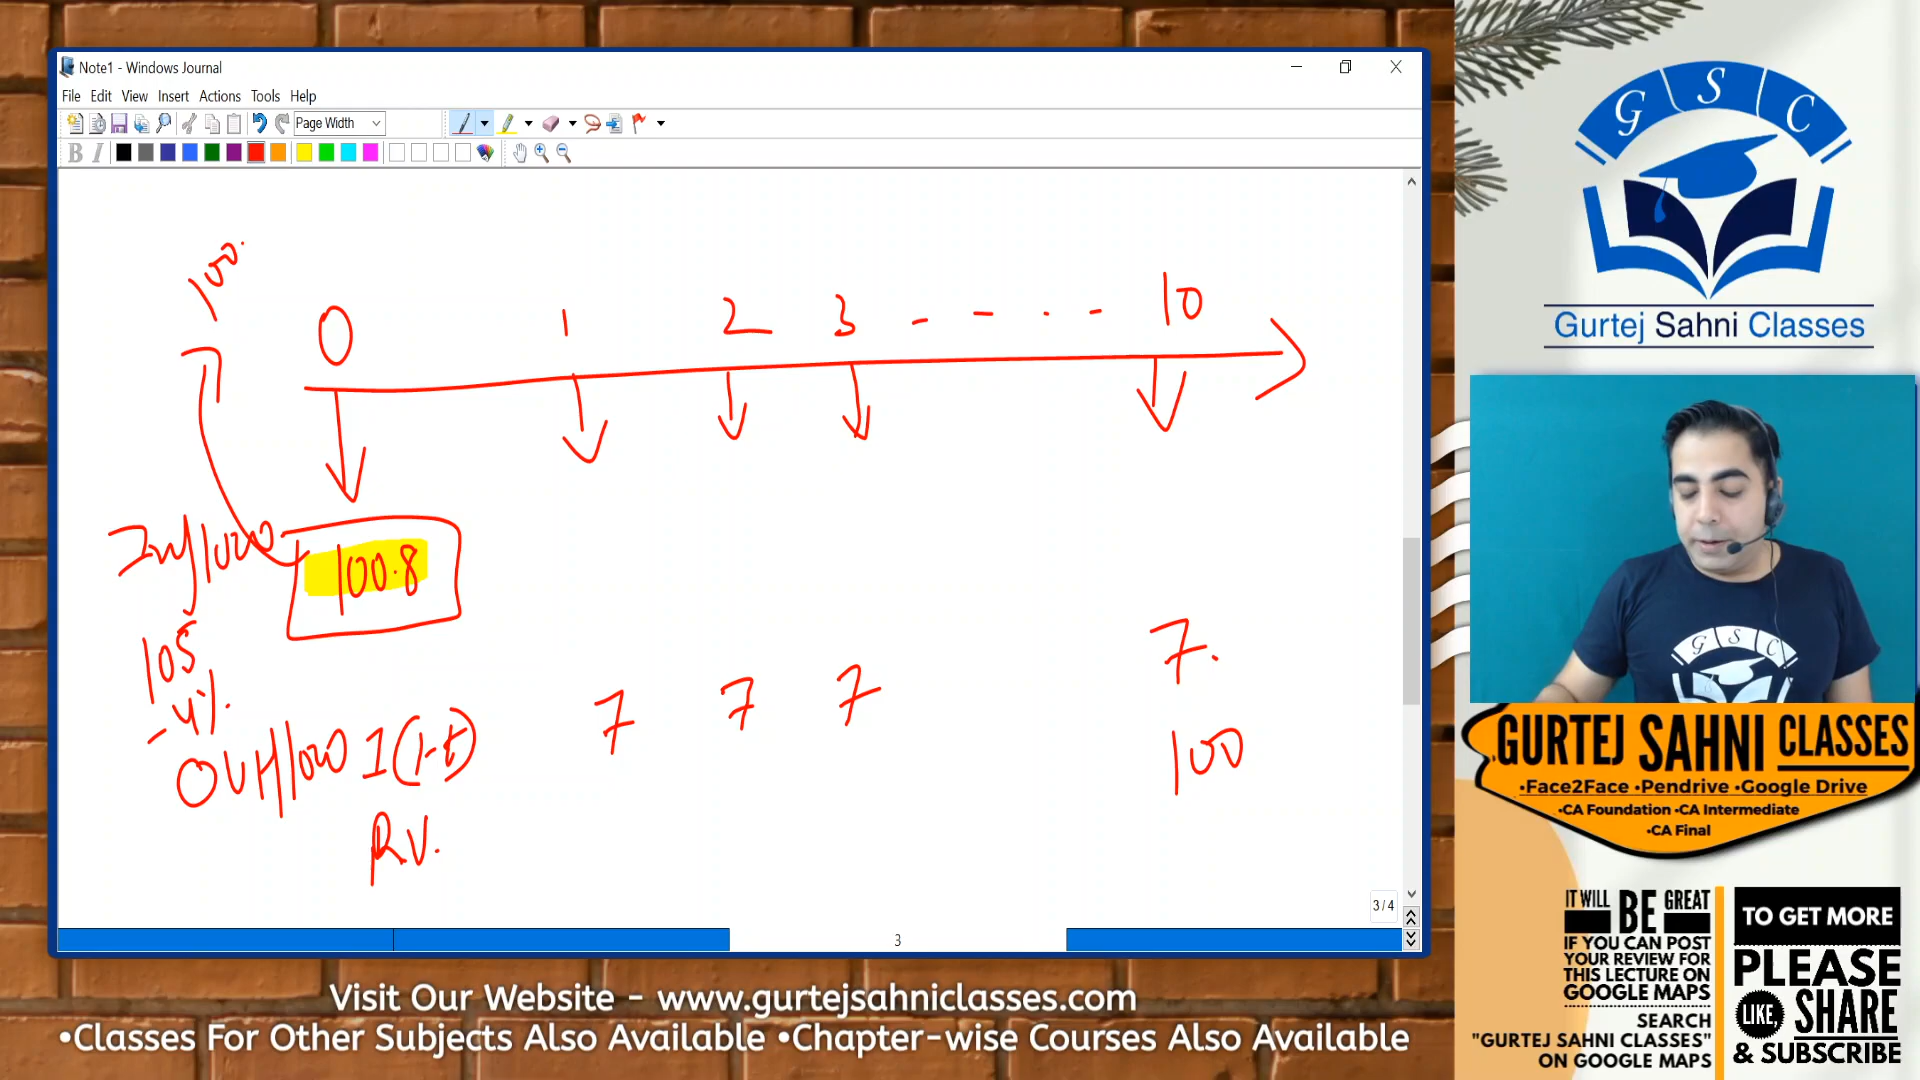 Note1 - Windows Journal
File Edit View Insert Actions Tools Help
Page Width
B I
100.
0 1 2 3 - - . - 10
100.8
105
-4%.
I(1-t) 7 7 7 7.
R.V. 100
3 / 4
3
G S C
Gurtej Sahni Classes
G S C
GURTEJ SAHNI CLASSES
•Face2Face •Pendrive •Google Drive
•CA Foundation •CA Intermediate
•CA Final
IT WILL BE GREAT
IF YOU CAN POST
YOUR REVIEW FOR
THIS LECTURE ON
GOOGLE MAPS
SEARCH
"GURTEJ SAHNI CLASSES"
ON GOOGLE MAPS
TO GET MORE
PLEASE
LIKE, SHARE
& SUBSCRIBE
Visit Our Website - www.gurtejsahniclasses.com
•Classes For Other Subjects Also Available •Chapter-wise Courses Also Available